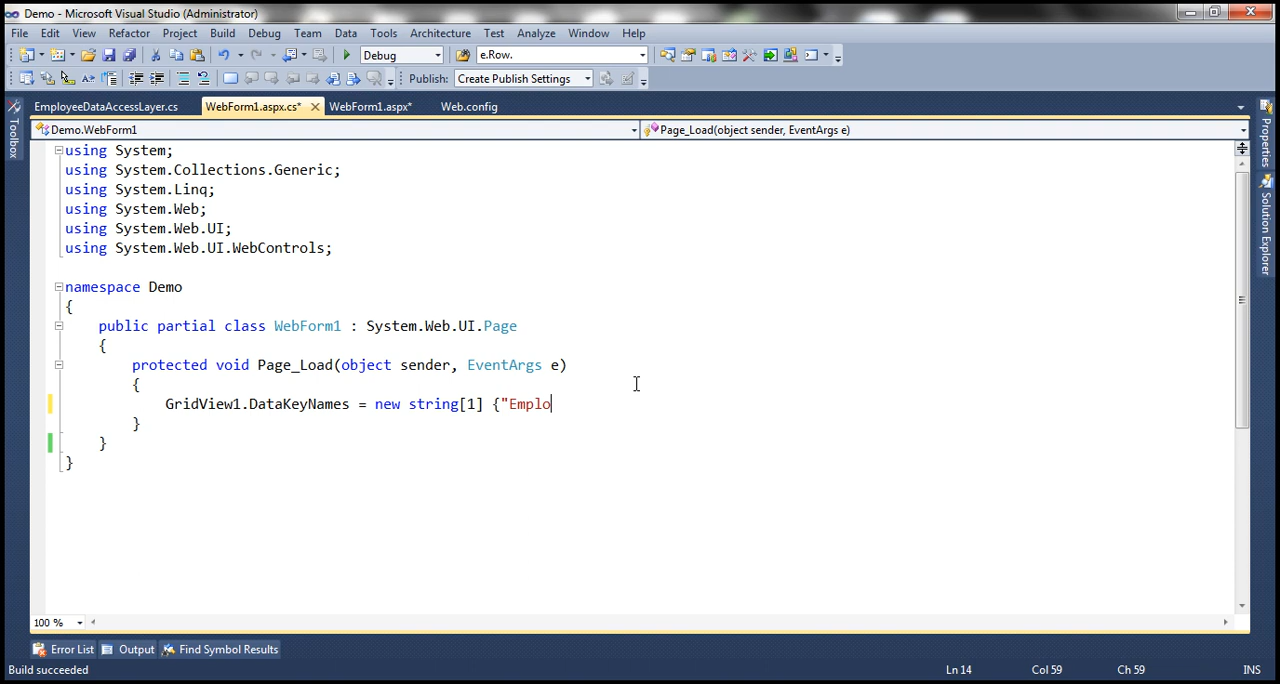 Demo - Microsoft Visual Studio (Administrator)
File Edit View Refactor Project Build Debug Team Data Tools Architecture Test Analyze Window Help
Debug e.Row.
Publish: Create Publish Settings
EmployeeDataAccessLayer.cs WebForm1.aspx.cs* WebForm1.aspx* Web.config
Toolbox
Demo.WebForm1 Page_Load(object sender, EventArgs e)
Properties
Solution Explorer
using System;
using System.Collections.Generic;
using System.Linq;
using System.Web;
using System.Web.UI;
using System.Web.UI.WebControls;
namespace Demo
{
public partial class WebForm1 : System.Web.UI.Page
{
protected void Page_Load(object sender, EventArgs e)
{
GridView1.DataKeyNames = new string[1] {"Emplo
}
}
}
100 %
Error List Output Find Symbol Results
Build succeeded Ln 14 Col 59 Ch 59 INS